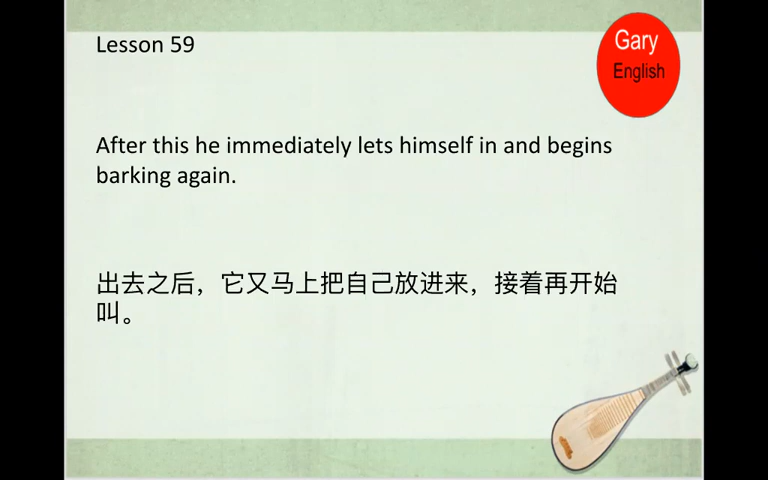 Lesson 59
Gary
English
After this he immediately lets himself in and begins
barking again.
出去之后，它又马上把自己放进来，接着再开始
叫。